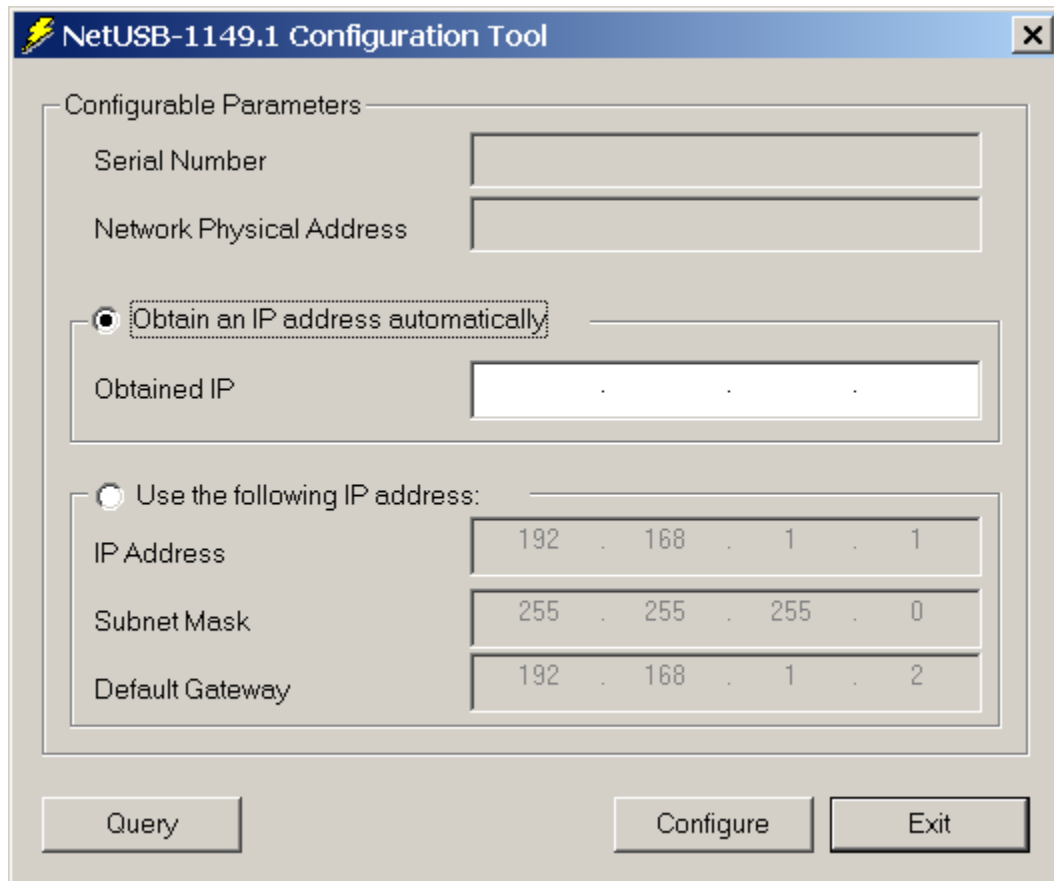 NetUSB-1149.1 Configuration Tool
Configurable Parameters
Serial Number
Network Physical Address
Obtain an IP address automatically
Obtained IP . . .
Use the following IP address:
IP Address 192 . 168 . 1 . 1
Subnet Mask 255 . 255 . 255 . 0
Default Gateway 192 . 168 . 1 . 2
Query Configure Exit